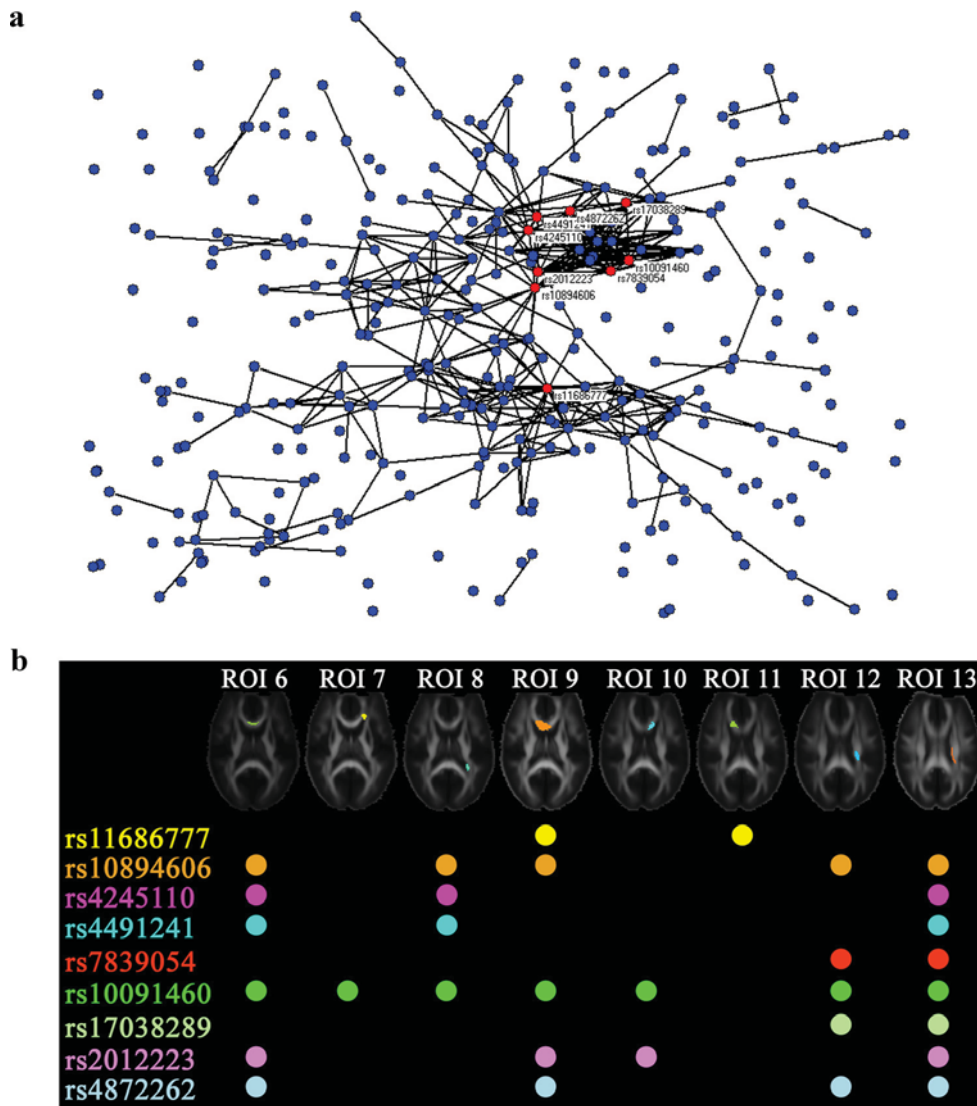 a
rs17038289
rs4872262
rs4491241
rs4245110
rs10091460
rs2012223
rs7839054
rs10894606
rs11686777
b
ROI 6 ROI 7 ROI 8 ROI 9 ROI 10 ROI 11 ROI 12 ROI 13
rs11686777
rs10894606
rs4245110
rs4491241
rs7839054
rs10091460
rs17038289
rs2012223
rs4872262